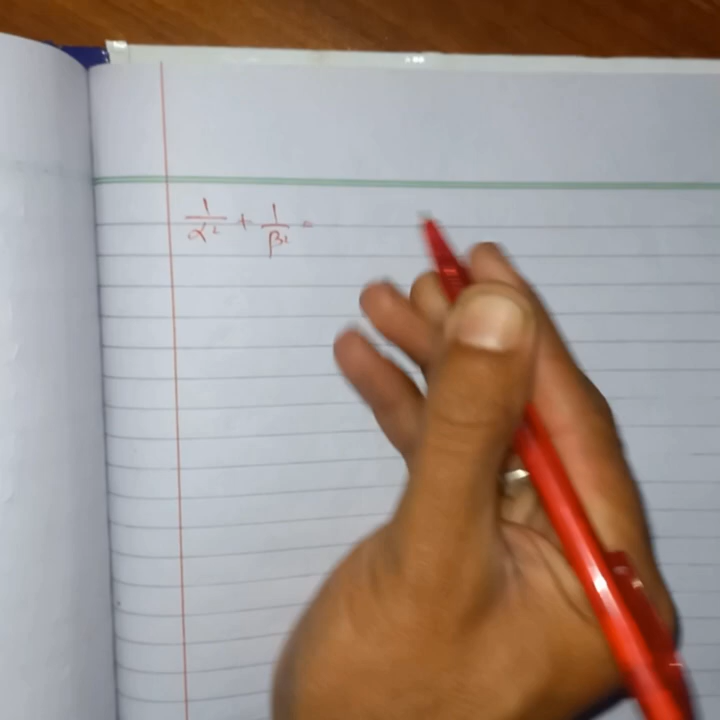 1/α² + 1/β² =